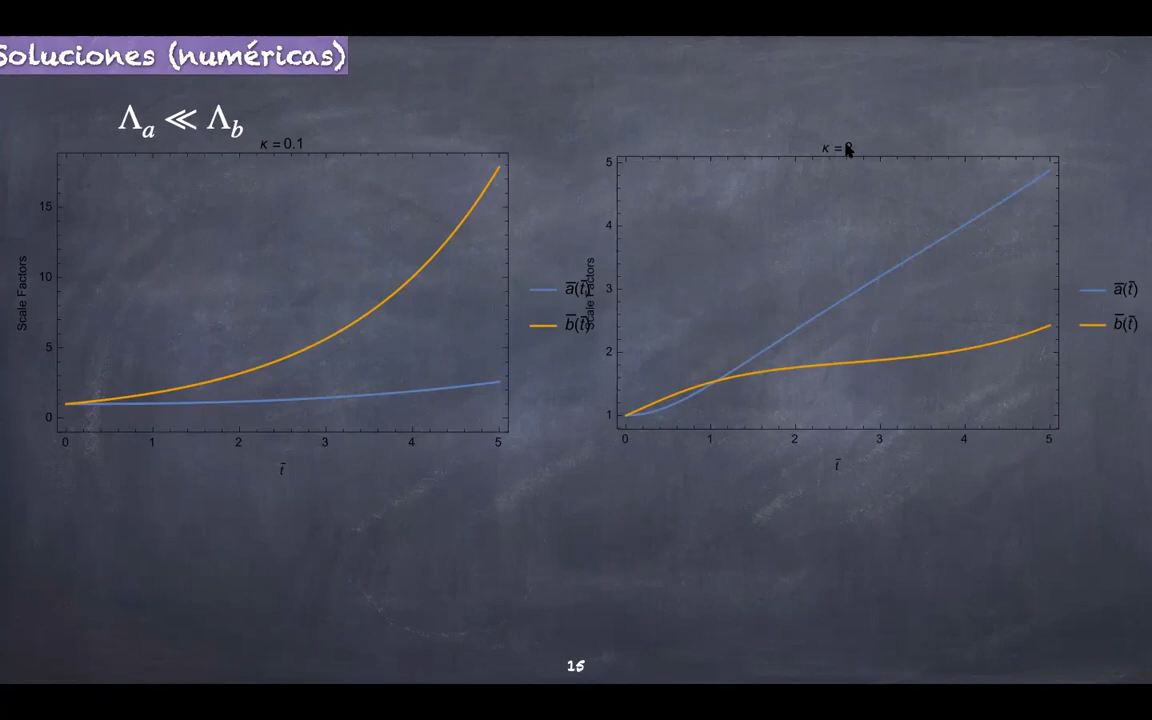 Soluciones (numéricas)
Λa ≪ Λb
κ = 0.1
15
10
5
0
0 1 2 3 4 5
Scale Factors
t̄
ā(t̄)
b̄(t̄)
κ =
5
4
3
2
1
0 1 2 3 4 5
Scale Factors
t̄
ā(t̄)
b̄(t̄)
15